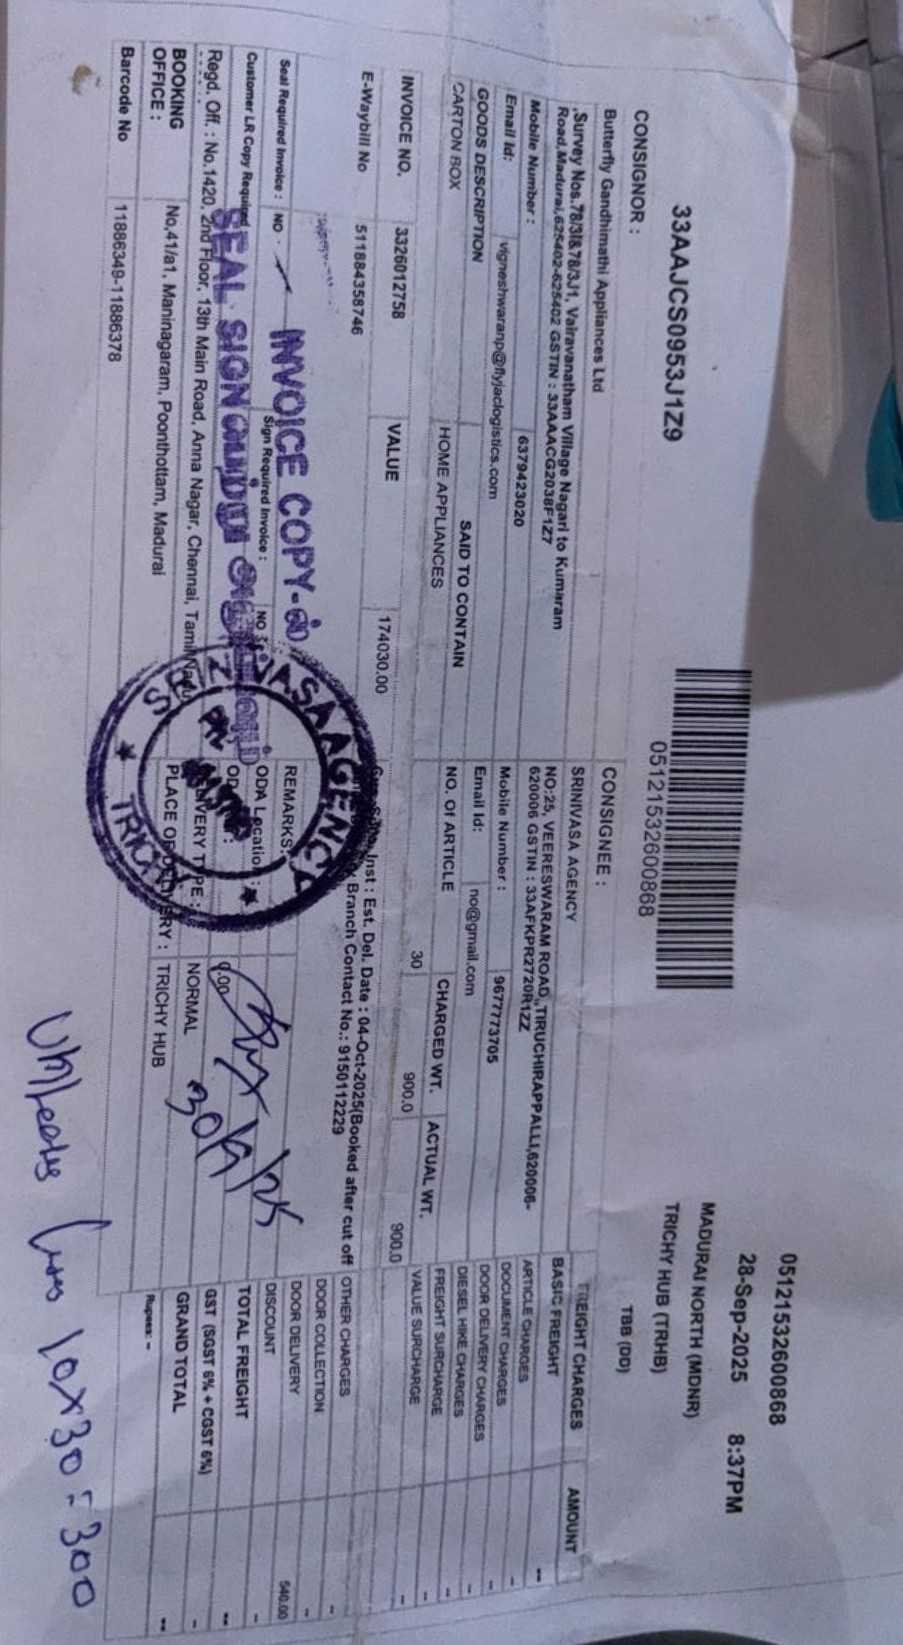 33AAJCS0953J1Z9
051215322600868
051215322600868
28-Sep-2025 8:37PM
MADURAI NORTH (MDNR)
TRICHY HUB (TRHB)
TBB (DD)
CONSIGNOR :
Butterfly Gandhimathi Appliances Ltd
,Survey Nos.78/3I&78/3J1, Vairavanatham Village Nagari to Kumaram
Road,Madurai,625402-625402 GSTIN : 33AAACG2038F1Z7
Mobile Number : 6379423020
Email Id: vigneshwaranp@flyjaclogistics.com
CONSIGNEE :
SRINIVASA AGENCY
NO:25, VEERESWARAM ROAD,,TIRUCHIRAPPALLI,620006-
620006 GSTIN : 33AFKPR2720R1ZZ
Mobile Number : 9677773705
Email Id: no@gmail.com
GOODS DESCRIPTION SAID TO CONTAIN NO. Of ARTICLE CHARGED WT. ACTUAL WT.
CARTON BOX HOME APPLIANCES 30 900.0 900.0
INVOICE NO. 3326012758 VALUE 174030.00
E-Waybill No 511884358746
Inst : Est. Del. Date : 04-Oct-2025(Booked after cut off
Branch Contact No.: 9150112229
Seal Required Invoice : NO
Sign Required Invoice : NO
Customer LR Copy Required
REMARKS:
ODA Location :
0.00
Regd. Off. : No.1420, 2nd Floor, 13th Main Road, Anna Nagar, Chennai, Tamil Nadu
DELIVERY TYPE : NORMAL
BOOKING OFFICE : No,41/a1, Maninagaram, Poonthottam, Madurai
PLACE OF DELIVERY : TRICHY HUB
Barcode No 11886349-11886378
INVOICE COPY-ல்
SEAL SIGN
SRINIVASA AGENCY
TRICHY
30/9/25
FREIGHT CHARGES AMOUNT
BASIC FREIGHT --
ARTICLE CHARGES -
DOCUMENT CHARGES -
DOOR DELIVERY CHARGES -
DIESEL HIKE CHARGES -
FREIGHT SURCHARGE -
VALUE SURCHARGE -
OTHER CHARGES -
DOOR COLLECTION -
DOOR DELIVERY 540.00
DISCOUNT -
TOTAL FREIGHT --
GST (SGST 6% + CGST 6%) -
GRAND TOTAL --
Rupees: --
10x30 = 300